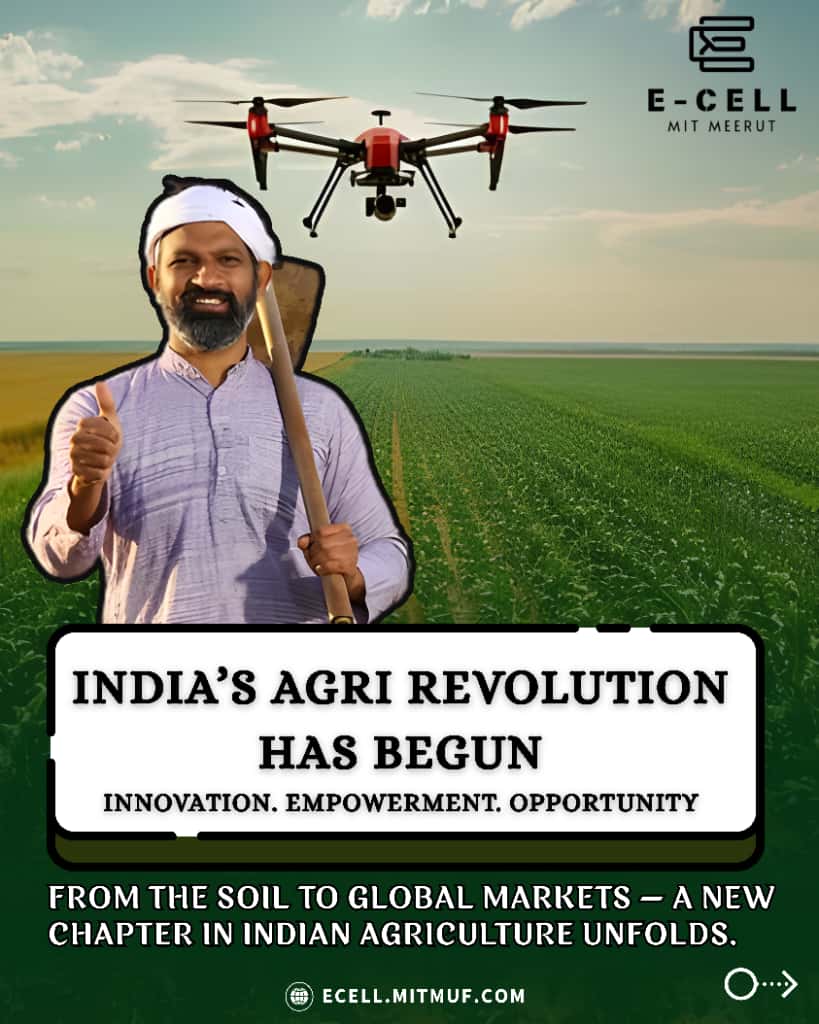 E-CELL
MIT MEERUT
INDIA'S AGRI REVOLUTION
HAS BEGUN
INNOVATION. EMPOWERMENT. OPPORTUNITY
FROM THE SOIL TO GLOBAL MARKETS – A NEW
CHAPTER IN INDIAN AGRICULTURE UNFOLDS.
ECELL.MITMUF.COM